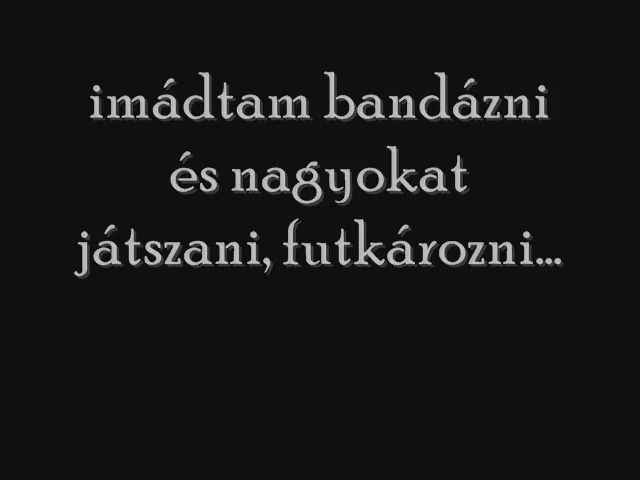 imádtam bandázni
és nagyokat
játszani, futkározni...